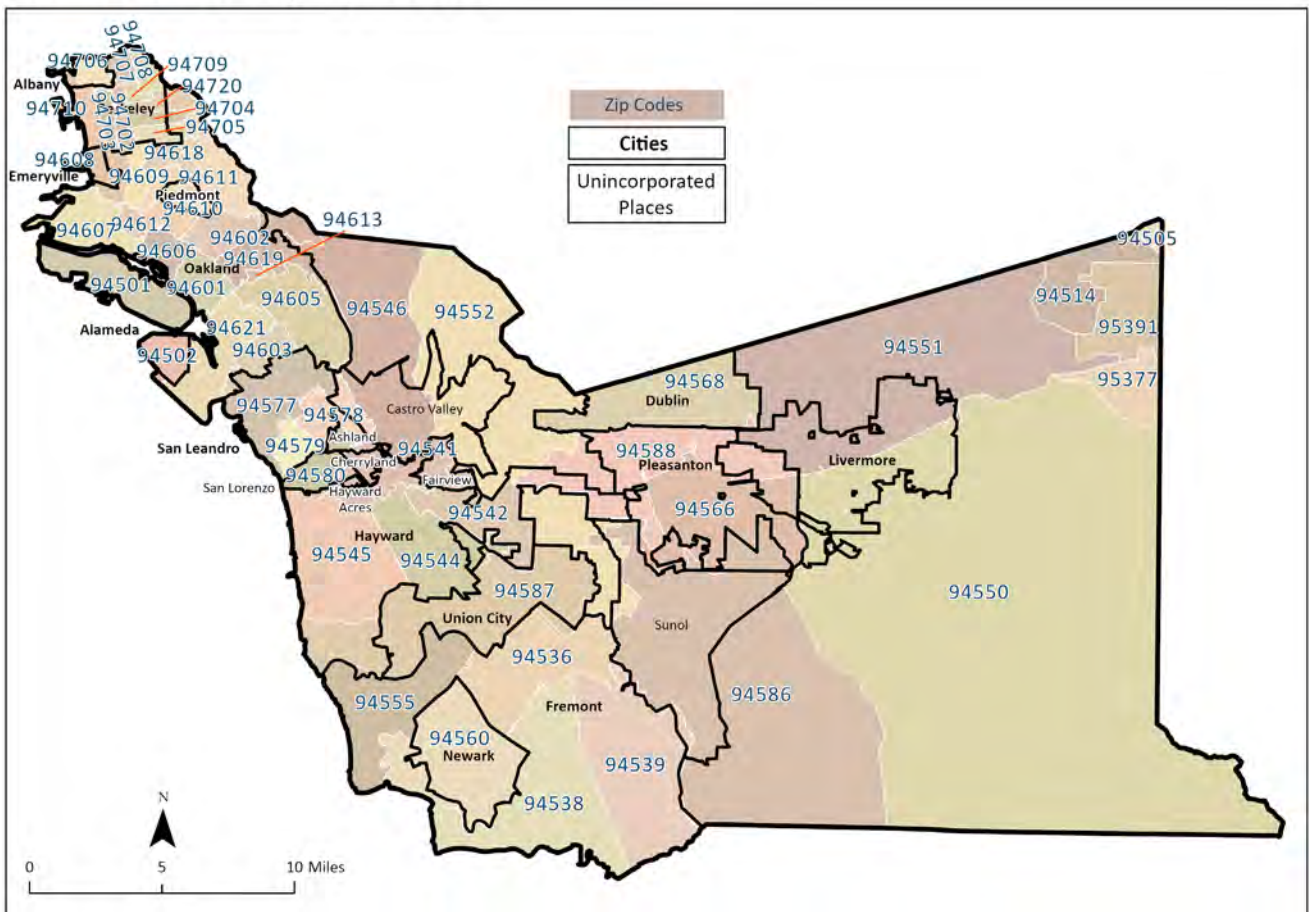 94708
94707
94706
94709
Albany
94720
94710
94704
94703
94702
94705
94618
94608
Emeryville
94609
94611
Piedmont
94610
94607
94612
94602
94613
94606
94619
Oakland
94501
94601
94605
Alameda
94621
94603
94502
94546
94552
Zip Codes
Cities
Unincorporated
Places
94505
94514
95391
94551
95377
94568
Dublin
94577
94578
Castro Valley
Ashland
San Leandro
94579
94541
Cherryland
94580
Fairview
San Lorenzo
Hayward
Acres
94588
Pleasanton
Livermore
94566
94542
Hayward
94545
94544
94587
Union City
Sunol
94550
94536
94586
94555
Fremont
94560
Newark
94539
94538
N
0
5
10 Miles